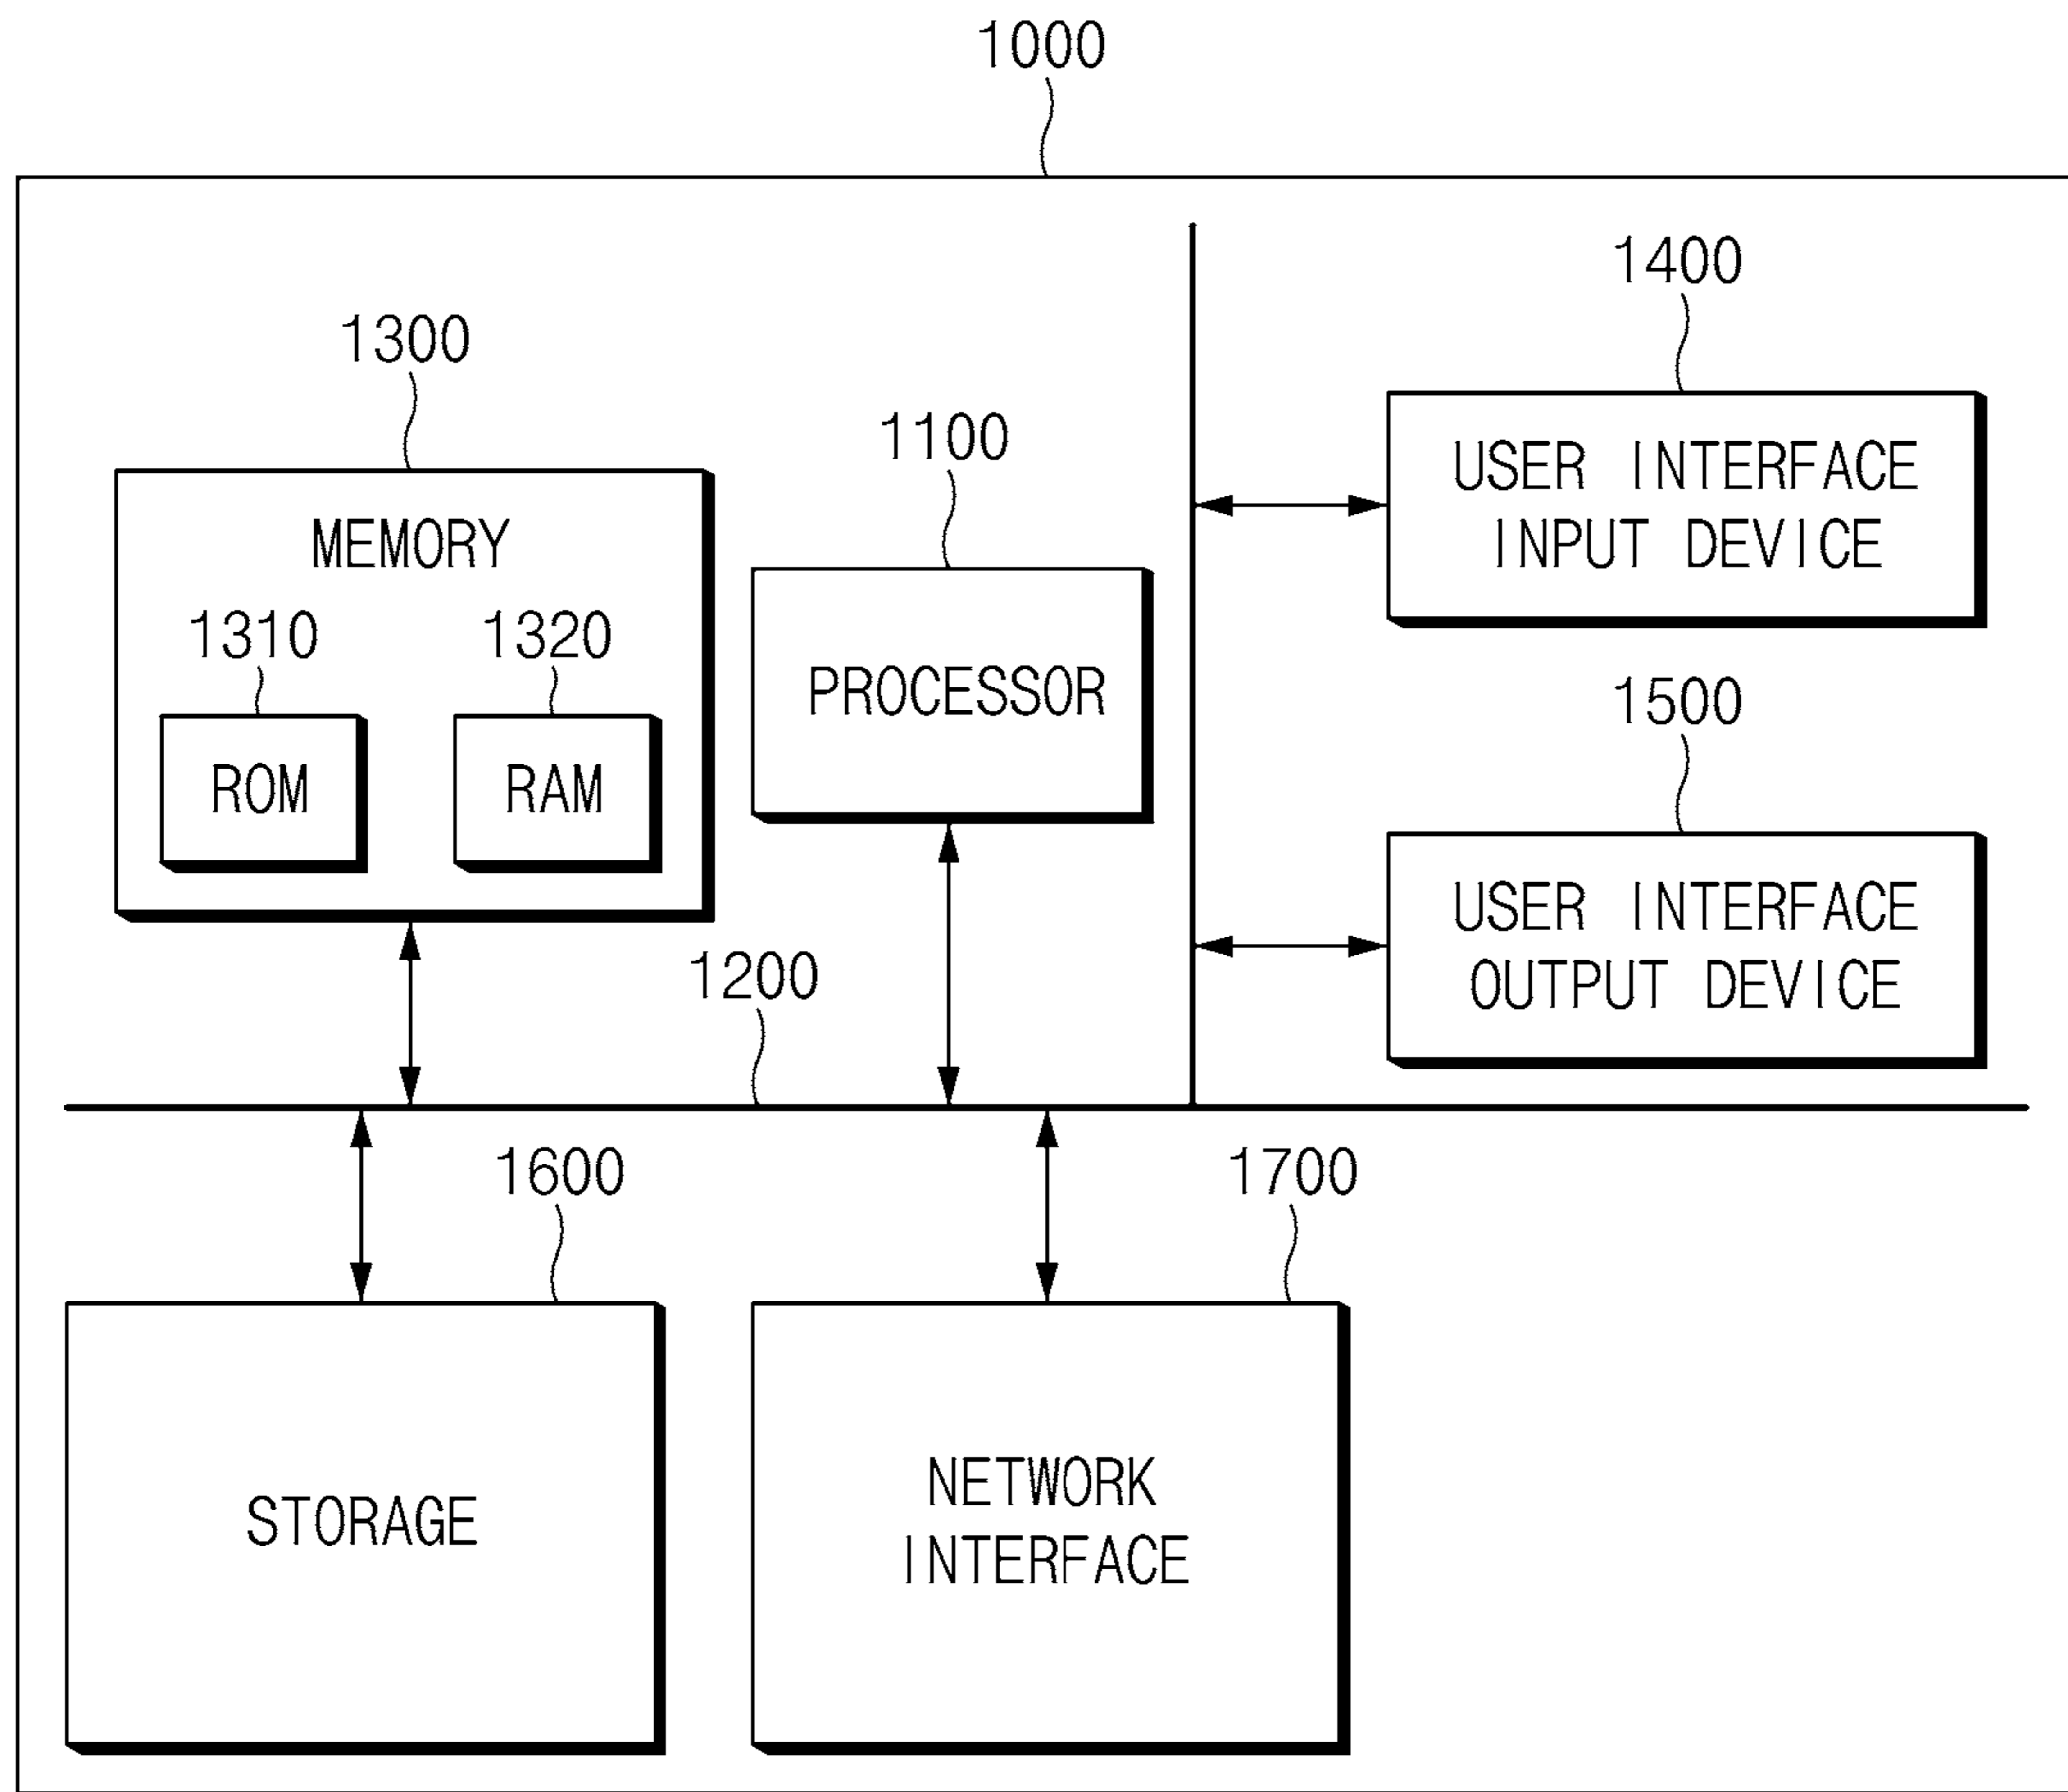 1000
1400
1300
1100
USER INTERFACE
INPUT DEVICE
MEMORY
1310
1320
PROCESSOR
1500
ROM
RAM
USER INTERFACE
OUTPUT DEVICE
1200
1600
1700
STORAGE
NETWORK
INTERFACE